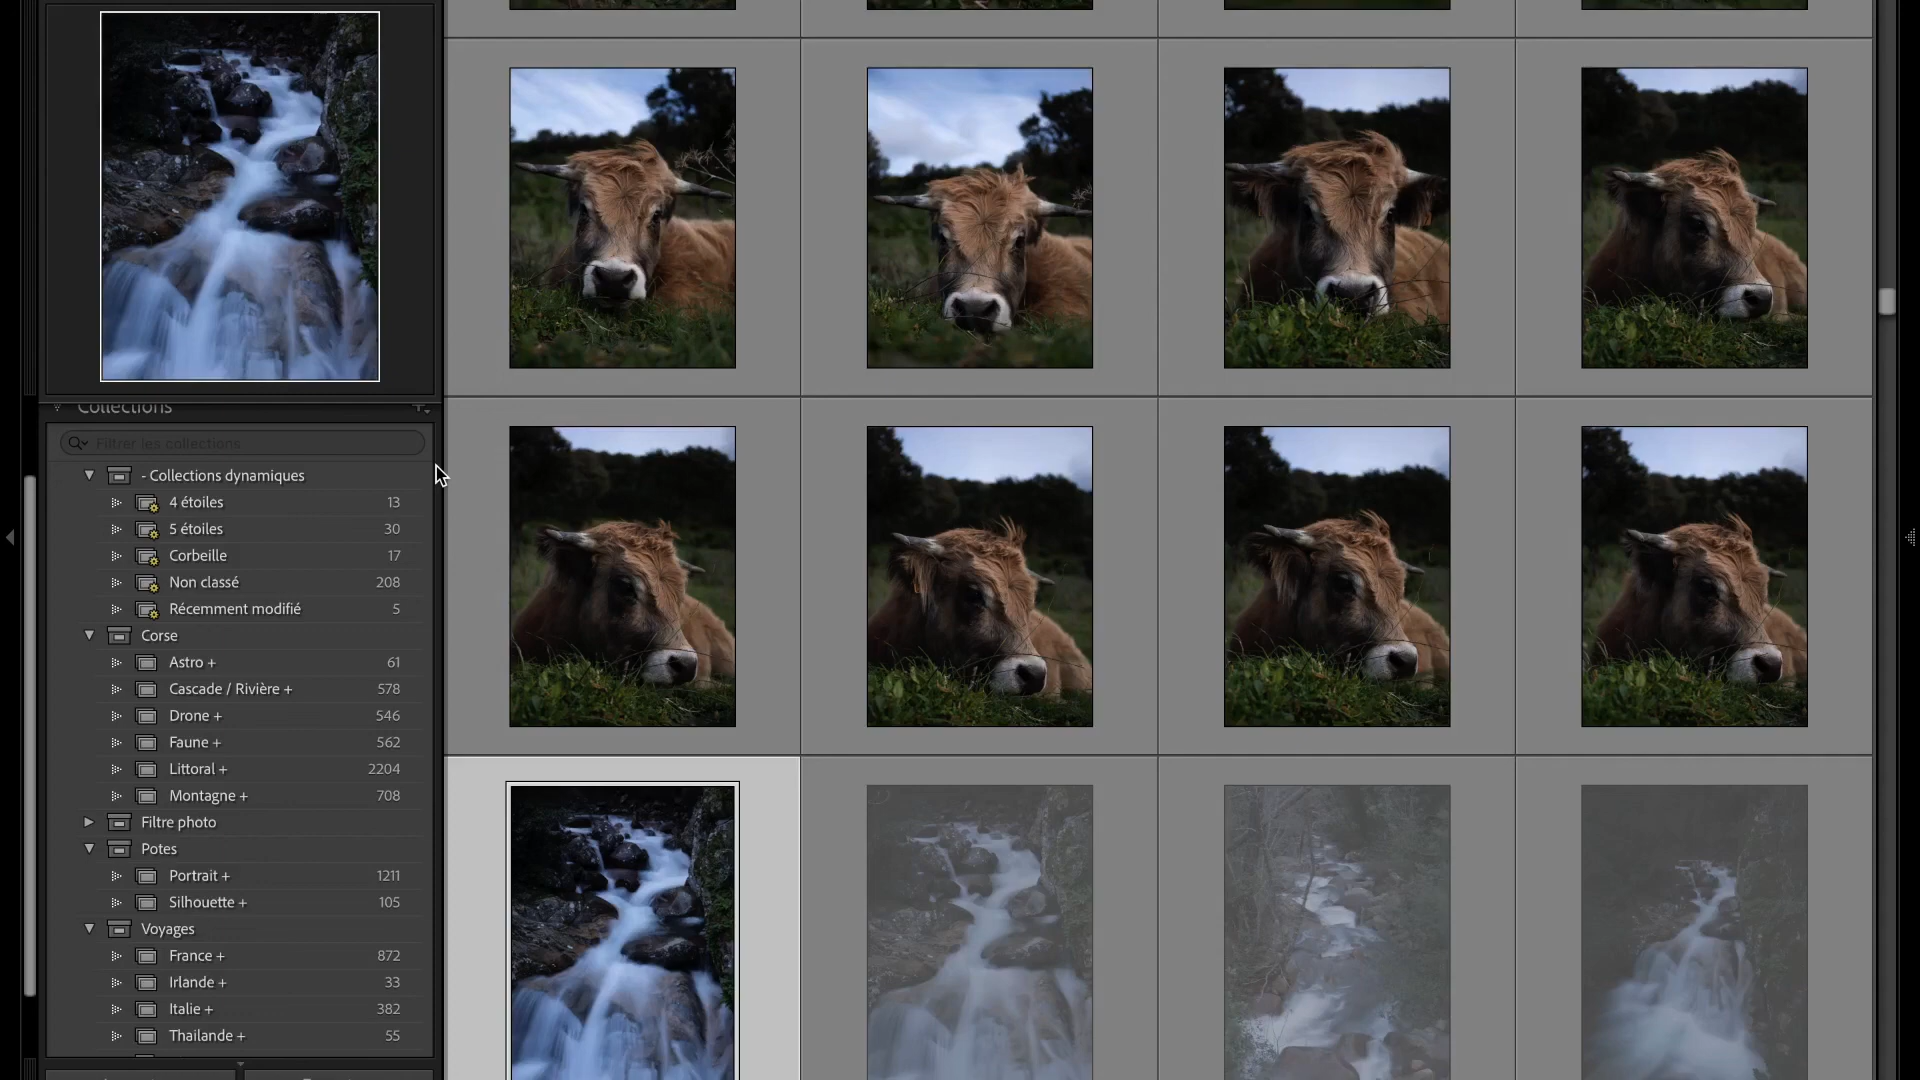 Collections
Filtrer les collections
- Collections dynamiques
4 étoiles 13
5 étoiles 30
Corbeille 17
Non classé 208
Récemment modifié 5
Corse
Astro + 61
Cascade / Rivière + 578
Drone + 546
Faune + 562
Littoral + 2204
Montagne + 708
Filtre photo
Potes
Portrait + 1211
Silhouette + 105
Voyages
France + 872
Irlande + 33
Italie + 382
Thailande + 55